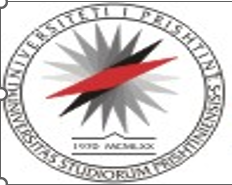 UNIVERSITETI I PRISHTINËS
UNIVERSITAS STUDIORUM PRISHTINIENSIS
1970 MCMLXX